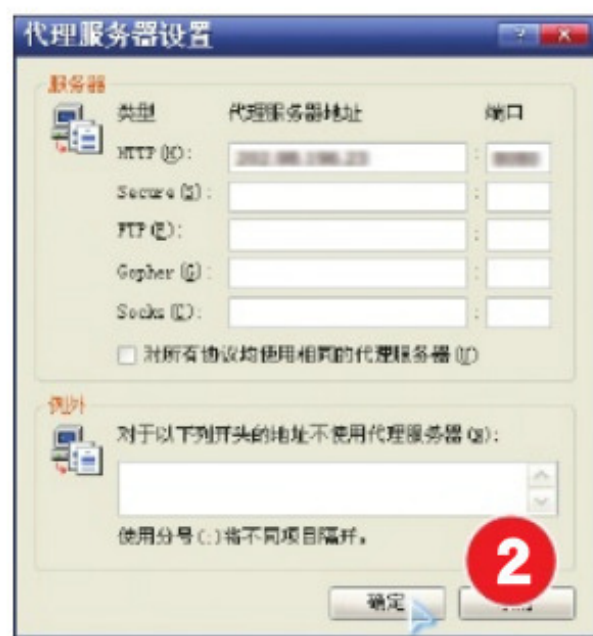 代理服务器设置
服务器
类型 代理服务器地址 端口
HTTP(H): :
Secure(S): :
FTP(F): :
Gopher(G): :
Socks(C): :
对所有协议均使用相同的代理服务器(U)
例外
对于以下列开头的地址不使用代理服务器(N):
使用分号(;)将不同项目隔开。
2
确定